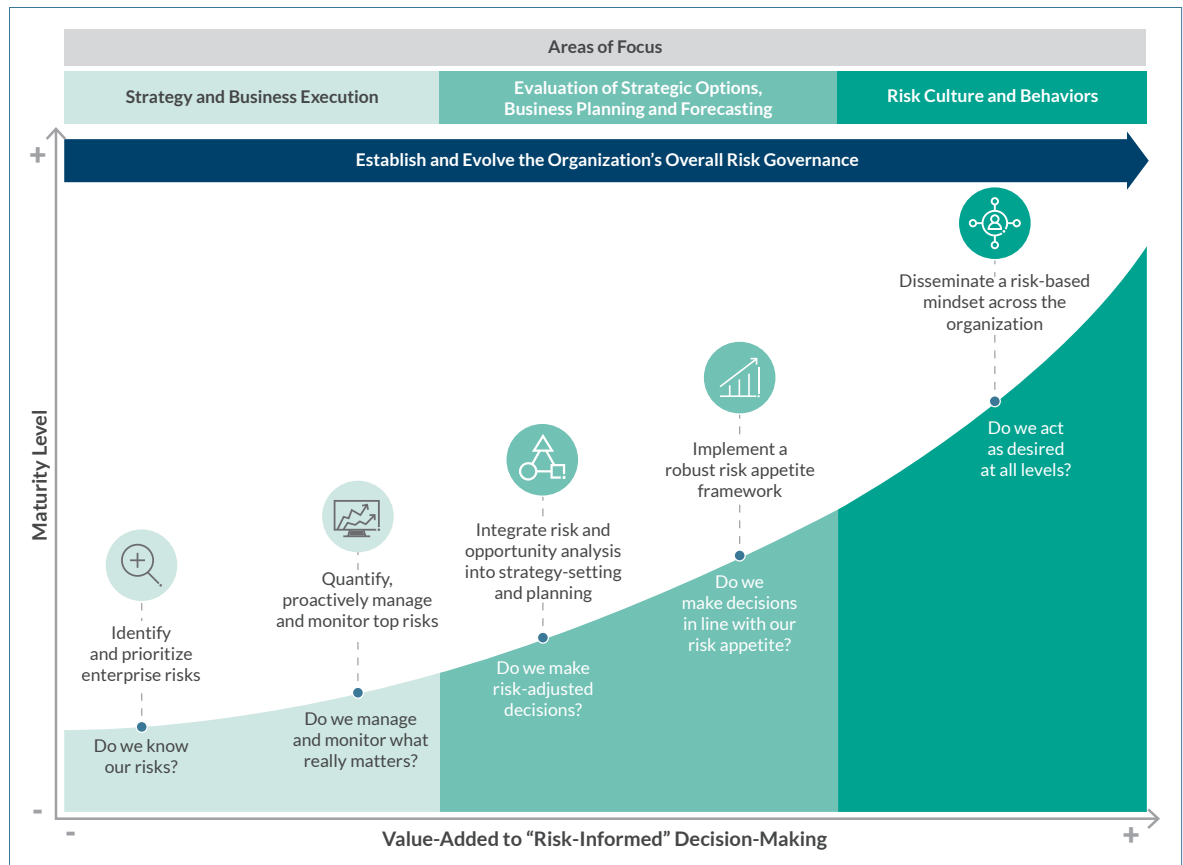 Areas of Focus
Strategy and Business Execution
Evaluation of Strategic Options,
Business Planning and Forecasting
Risk Culture and Behaviors
+
Establish and Evolve the Organization’s Overall Risk Governance
Disseminate a risk-based
mindset across the
organization
Implement a
robust risk appetite
framework
Integrate risk and
opportunity analysis
into strategy-setting
and planning
Quantify,
proactively manage
and monitor top risks
Identify
and prioritize
enterprise risks
Maturity Level
Do we know
our risks?
Do we manage
and monitor what
really matters?
Do we make
risk-adjusted
decisions?
Do we
make decisions
in line with our
risk appetite?
Do we act
as desired
at all levels?
-
-
Value-Added to “Risk-Informed” Decision-Making
+